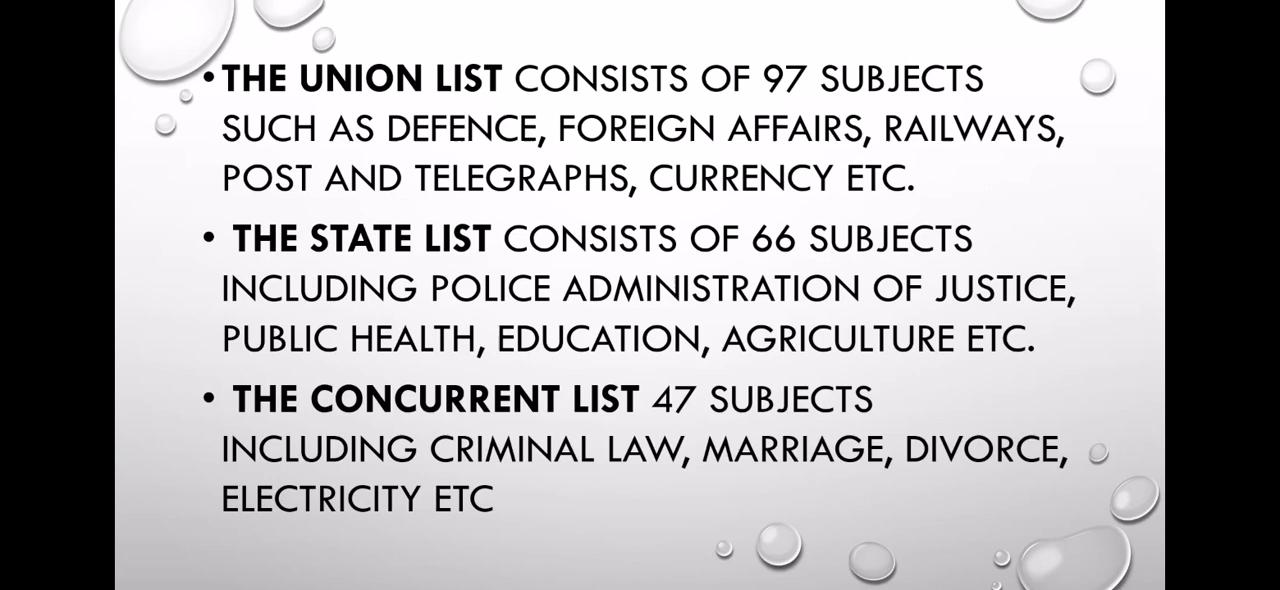 • THE UNION LIST CONSISTS OF 97 SUBJECTS
SUCH AS DEFENCE, FOREIGN AFFAIRS, RAILWAYS,
POST AND TELEGRAPHS, CURRENCY ETC.
• THE STATE LIST CONSISTS OF 66 SUBJECTS
INCLUDING POLICE ADMINISTRATION OF JUSTICE,
PUBLIC HEALTH, EDUCATION, AGRICULTURE ETC.
• THE CONCURRENT LIST 47 SUBJECTS
INCLUDING CRIMINAL LAW, MARRIAGE, DIVORCE,
ELECTRICITY ETC